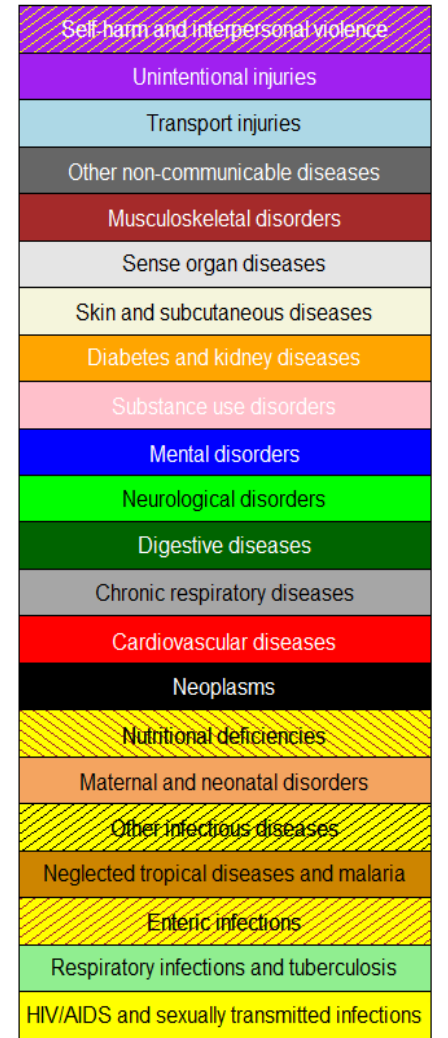 Self-harm and interpersonal violence
Unintentional injuries
Transport injuries
Other non-communicable diseases
Musculoskeletal disorders
Sense organ diseases
Skin and subcutaneous diseases
Diabetes and kidney diseases
Substance use disorders
Mental disorders
Neurological disorders
Digestive diseases
Chronic respiratory diseases
Cardiovascular diseases
Neoplasms
Nutritional deficiencies
Maternal and neonatal disorders
Other infectious diseases
Neglected tropical diseases and malaria
Enteric infections
Respiratory infections and tuberculosis
HIV/AIDS and sexually transmitted infections